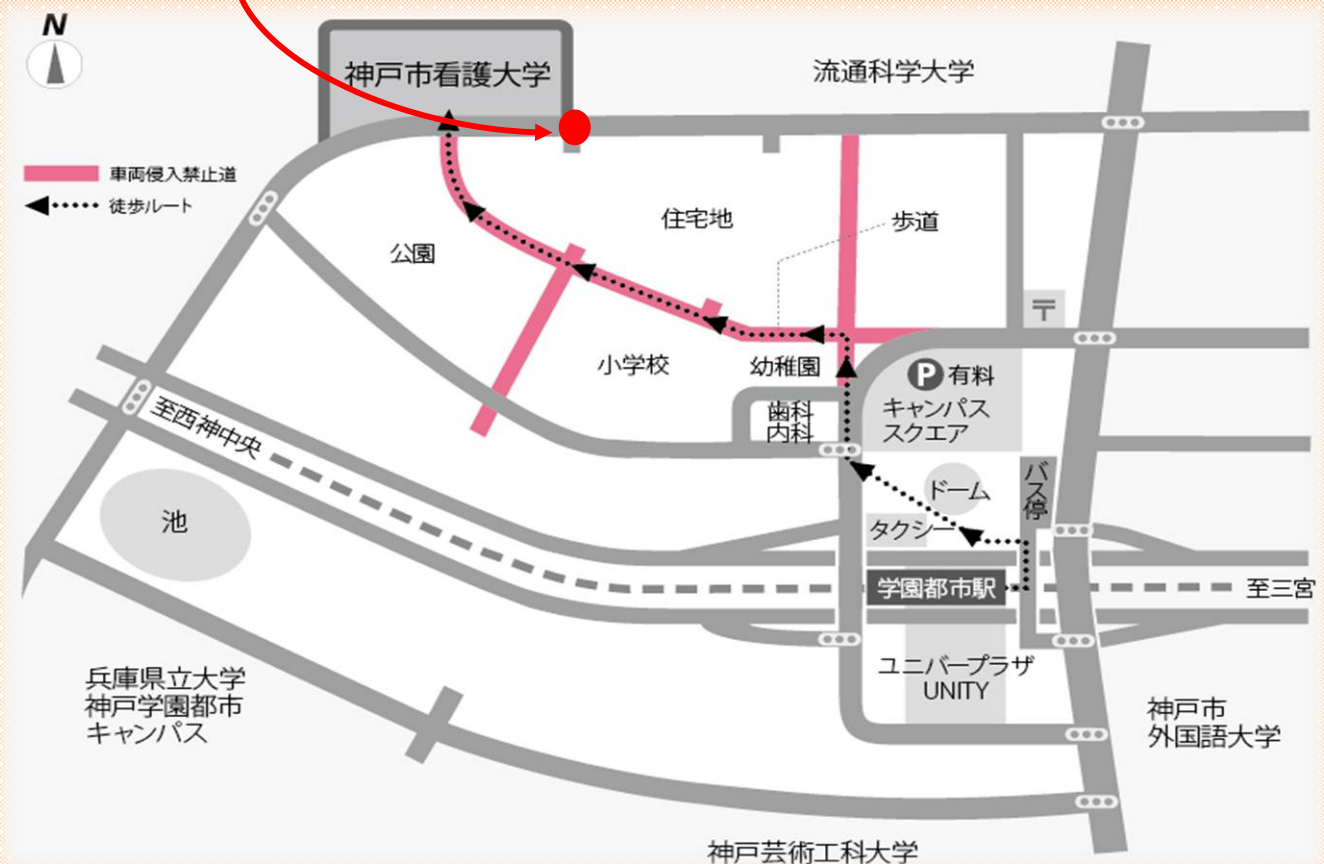 N
神戸市看護大学
流通科学大学
車両侵入禁止道
徒歩ルート
住宅地
歩道
公園
〒
小学校
幼稚園
P 有料
キャンパス
スクエア
歯科
内科
至西神中央
バス停
ドーム
池
タクシー
学園都市駅
至三宮
兵庫県立大学
神戸学園都市
キャンパス
ユニバープラザ
UNITY
神戸市
外国語大学
神戸芸術工科大学